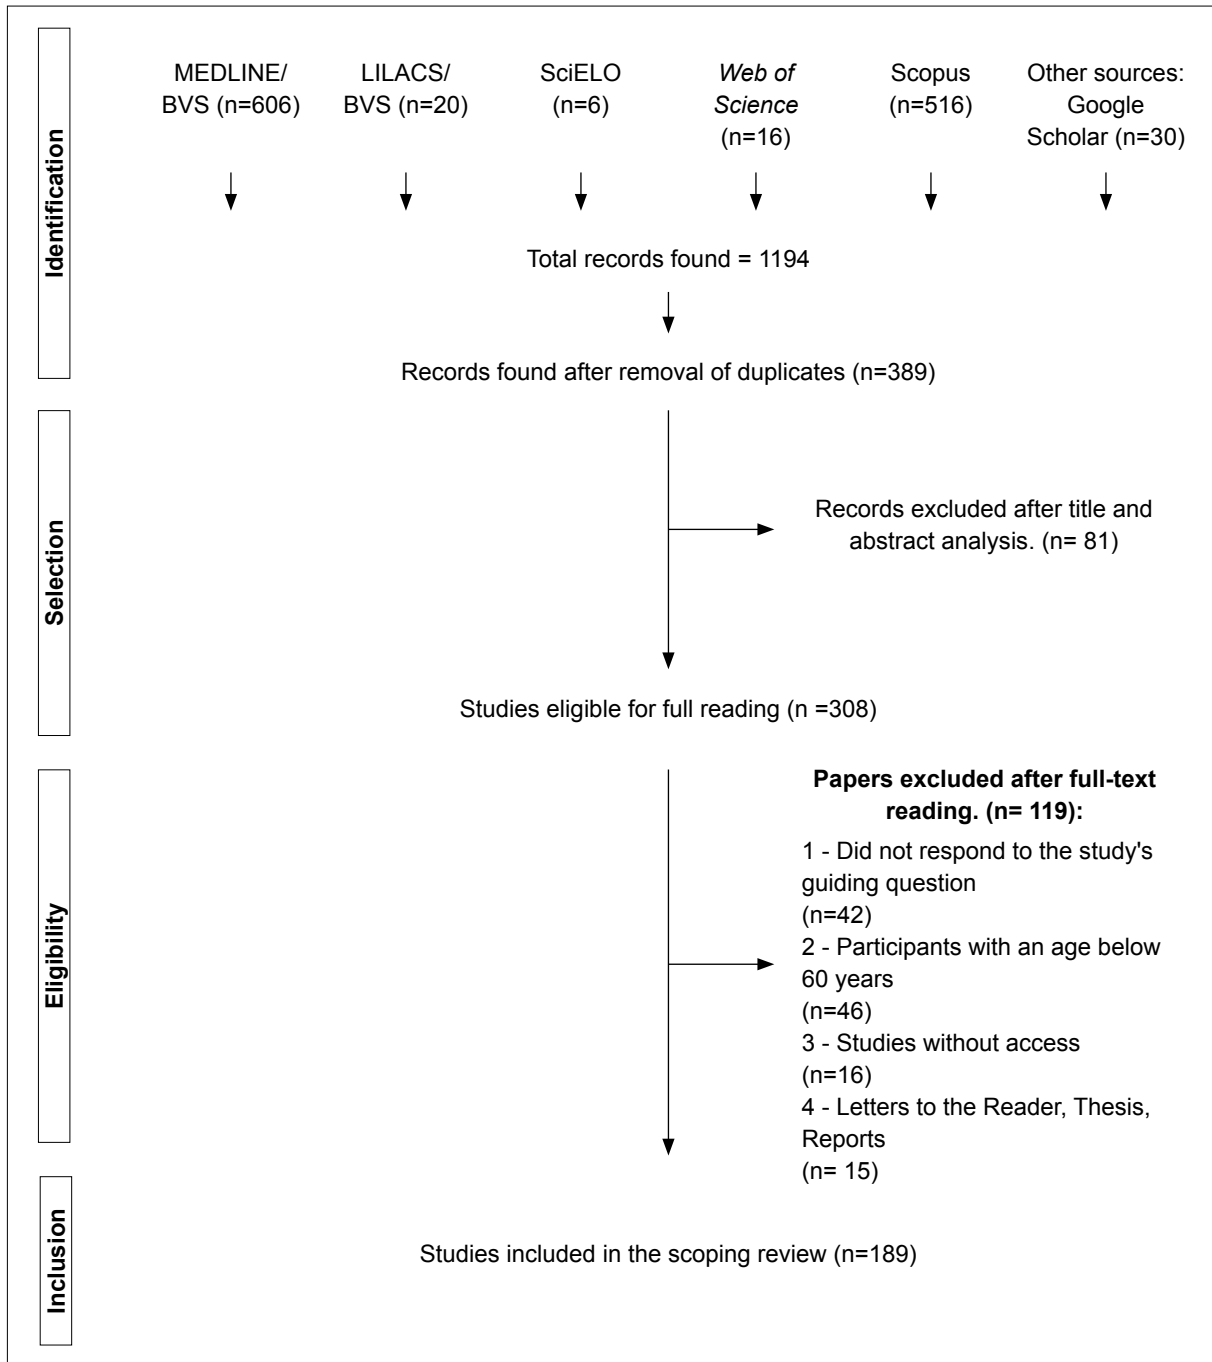 Identification
MEDLINE/
BVS (n=606)
LILACS/
BVS (n=20)
SciELO
(n=6)
Web of
Science
(n=16)
Scopus
(n=516)
Other sources:
Google
Scholar (n=30)
Total records found = 1194
Records found after removal of duplicates (n=389)
Selection
Records excluded after title and
abstract analysis. (n= 81)
Studies eligible for full reading (n =308)
Eligibility
Papers excluded after full-text
reading. (n= 119):
1 - Did not respond to the study's
guiding question
(n=42)
2 - Participants with an age below
60 years
(n=46)
3 - Studies without access
(n=16)
4 - Letters to the Reader, Thesis,
Reports
(n= 15)
Inclusion
Studies included in the scoping review (n=189)